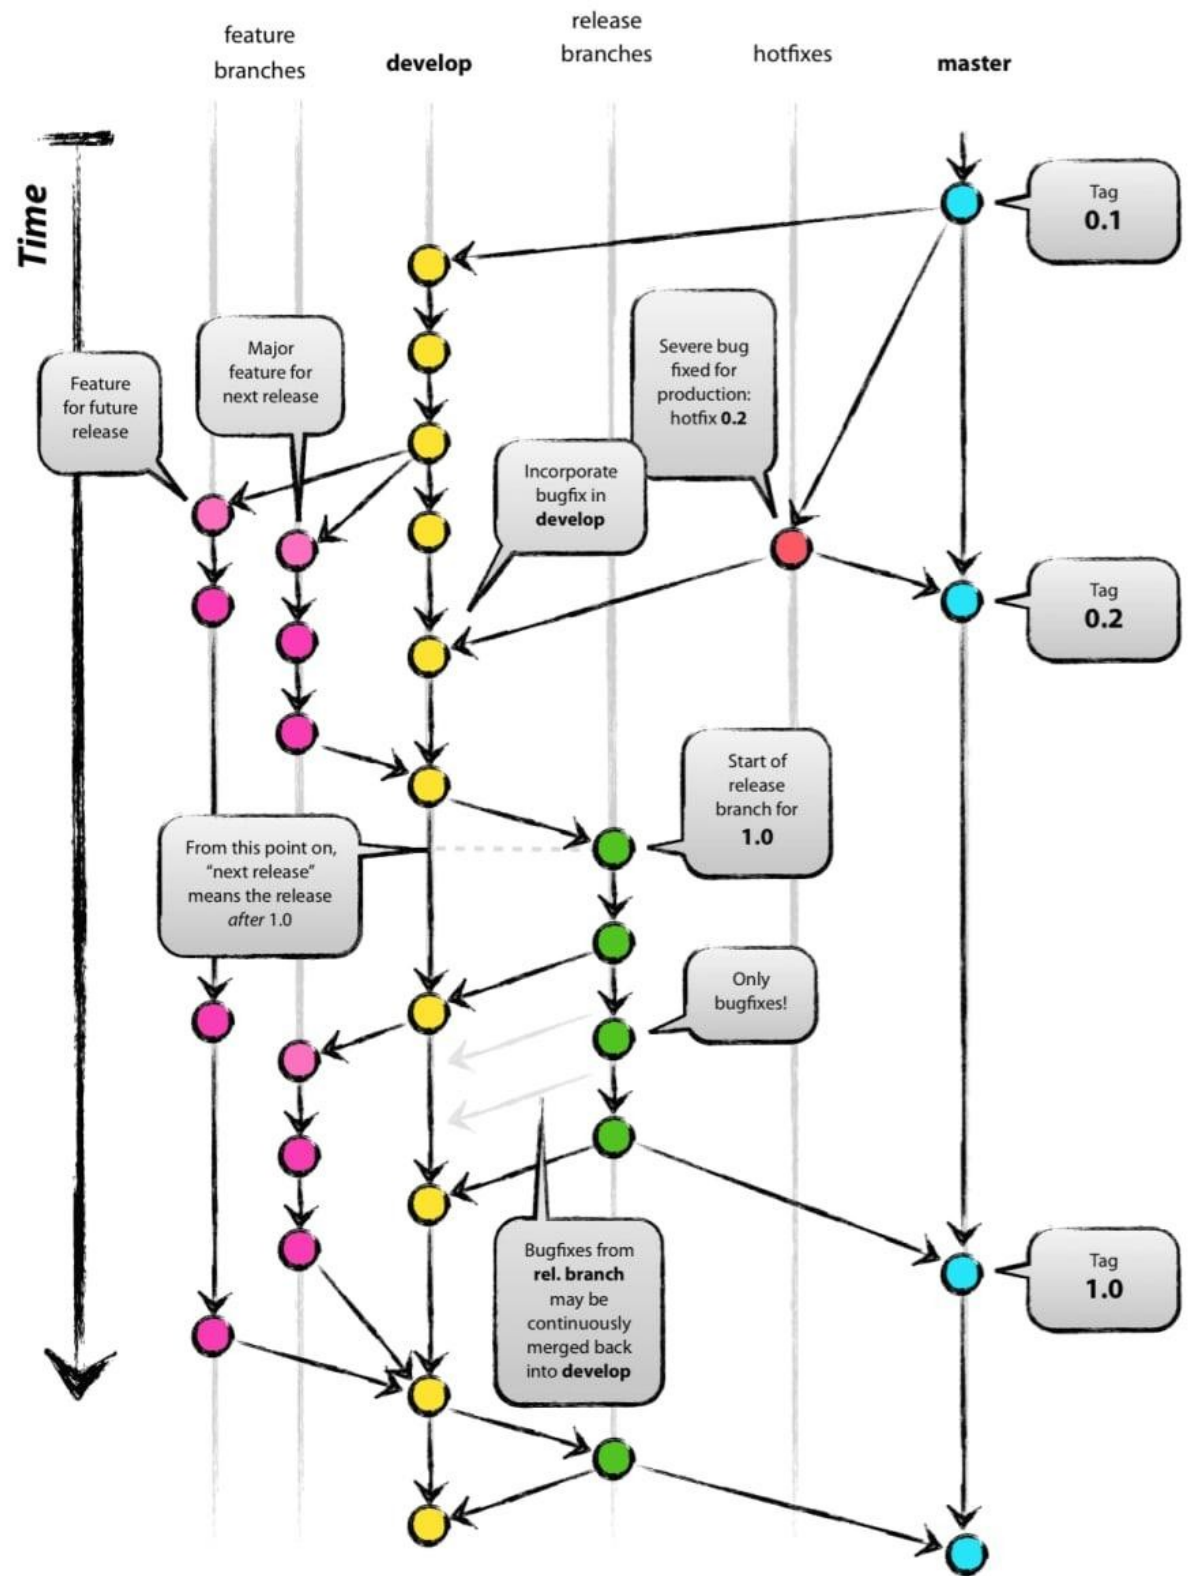 feature
branches
develop
release
branches
hotfixes
master
Time
Tag
0.1
Feature
for future
release
Major
feature for
next release
Severe bug
fixed for
production:
hotfix 0.2
Incorporate
bugfix in
develop
Tag
0.2
Start of
release
branch for
1.0
From this point on,
“next release”
means the release
after 1.0
Only
bugfixes!
Bugfixes from
rel. branch
may be
continuously
merged back
into develop
Tag
1.0